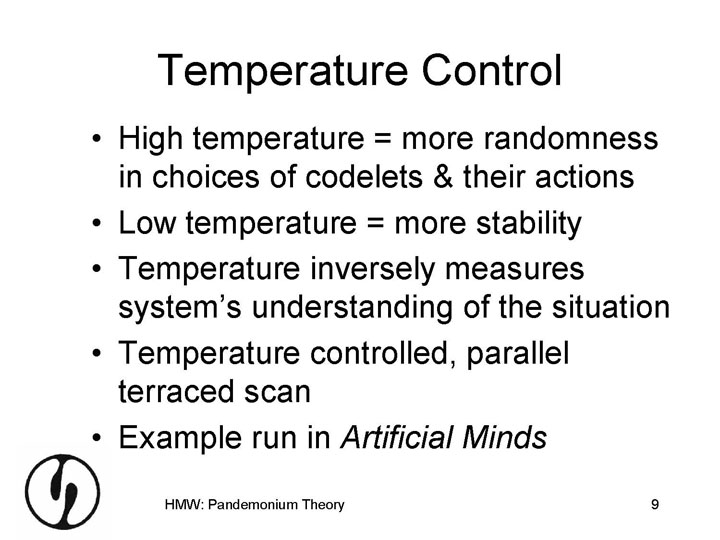 Temperature Control
• High temperature = more randomness
in choices of codelets & their actions
• Low temperature = more stability
• Temperature inversely measures
system’s understanding of the situation
• Temperature controlled, parallel
terraced scan
• Example run in Artificial Minds
HMW: Pandemonium Theory
9